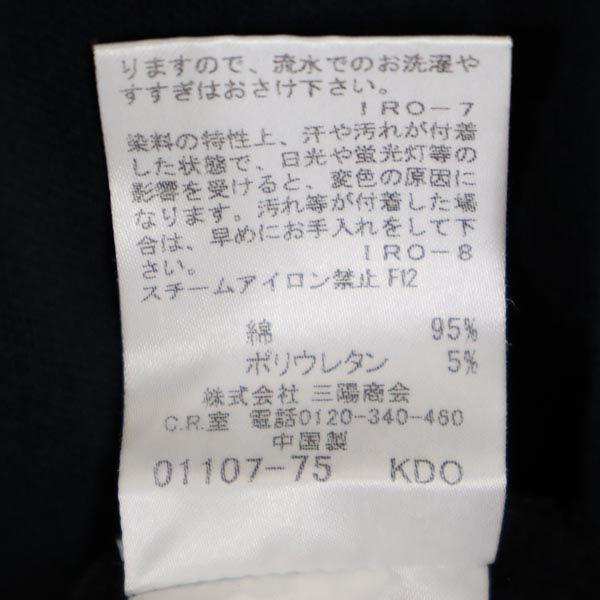 りますので、流水でのお洗濯や
すすぎはおさけ下さい。
IRO-7
染料の特性上、汗や汚れが付着
した状態で、日光や蛍光灯等の
影響を受けると、変色の原因に
なります。汚れ等が付着した場
合は、早めにお手入れをして下
さい。 IRO-8
スチームアイロン禁止 F12
綿 95%
ポリウレタン 5%
株式会社 三陽商会
C.R.室 電話0120-340-460
中国製
01107-75 KDO